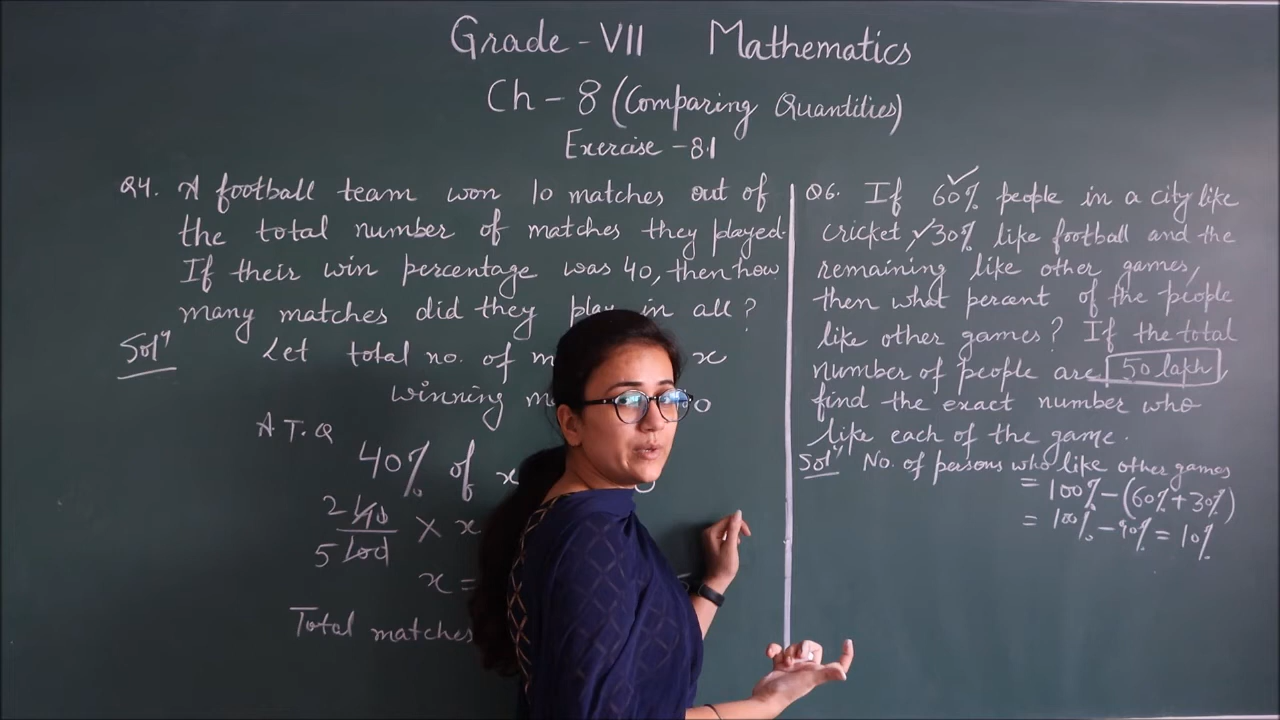 Grade-VII Mathematics
Ch-8 (Comparing Quantities)
Exercise-8.1
Q4. A football team won 10 matches out of
the total number of matches they played.
If their win percentage was 40, then how
many matches did they play in all?
Solⁿ Let total no. of x
winning
A.T.Q
40% of x
2 40
5 100 × x
x =
Total matches
Q6. If 60% people in a city like
cricket, 30% like football and the
remaining like other games,
then what percent of the people
like other games? If the total
number of people are 50 lakh,
find the exact number who
like each of the game.
Solⁿ No. of persons who like other games
= 100% - (60% + 30%)
= 100% - 90% = 10%